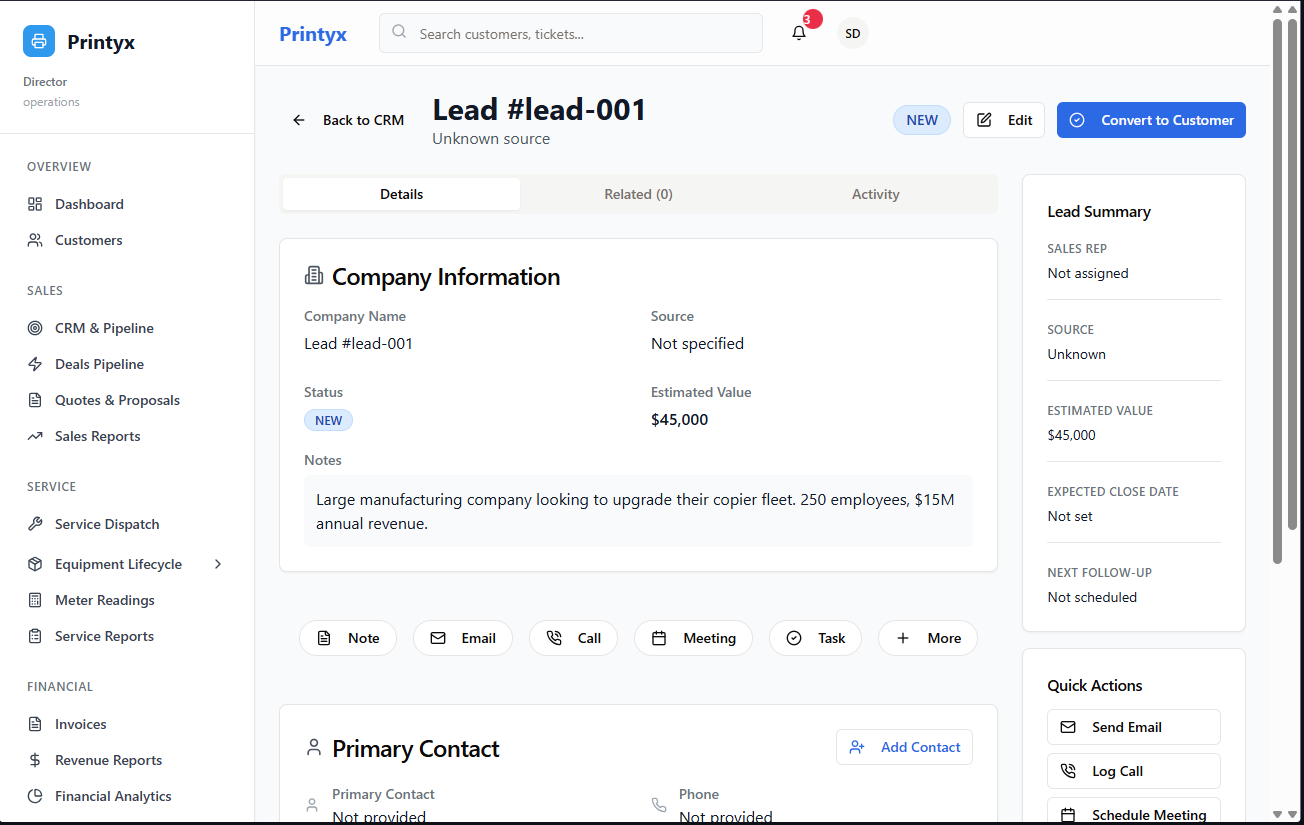 Printyx
Director
operations
OVERVIEW
Dashboard
Customers
SALES
CRM & Pipeline
Deals Pipeline
Quotes & Proposals
Sales Reports
SERVICE
Service Dispatch
Equipment Lifecycle
Meter Readings
Service Reports
FINANCIAL
Invoices
Revenue Reports
Financial Analytics
Printyx
Search customers, tickets...
3
SD
Back to CRM
Lead #lead-001
Unknown source
NEW
Edit
Convert to Customer
Details
Related (0)
Activity
Company Information
Company Name
Lead #lead-001
Source
Not specified
Status
NEW
Estimated Value
$45,000
Notes
Large manufacturing company looking to upgrade their copier fleet. 250 employees, $15M
annual revenue.
Note
Email
Call
Meeting
Task
More
Primary Contact
Add Contact
Primary Contact
Not provided
Phone
Not provided
Lead Summary
SALES REP
Not assigned
SOURCE
Unknown
ESTIMATED VALUE
$45,000
EXPECTED CLOSE DATE
Not set
NEXT FOLLOW-UP
Not scheduled
Quick Actions
Send Email
Log Call
Schedule Meeting